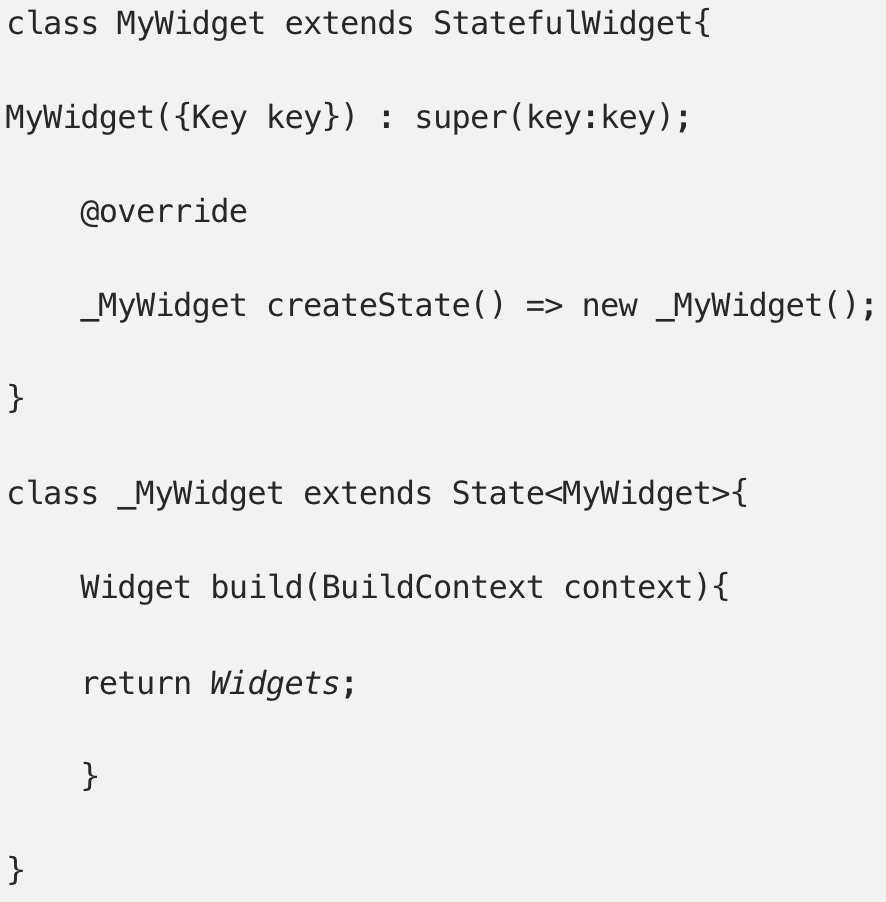 class MyWidget extends StatefulWidget{
MyWidget({Key key}) : super(key:key);
@override
_MyWidget createState() => new _MyWidget();
}
class _MyWidget extends State<MyWidget>{
Widget build(BuildContext context){
return Widgets;
}
}